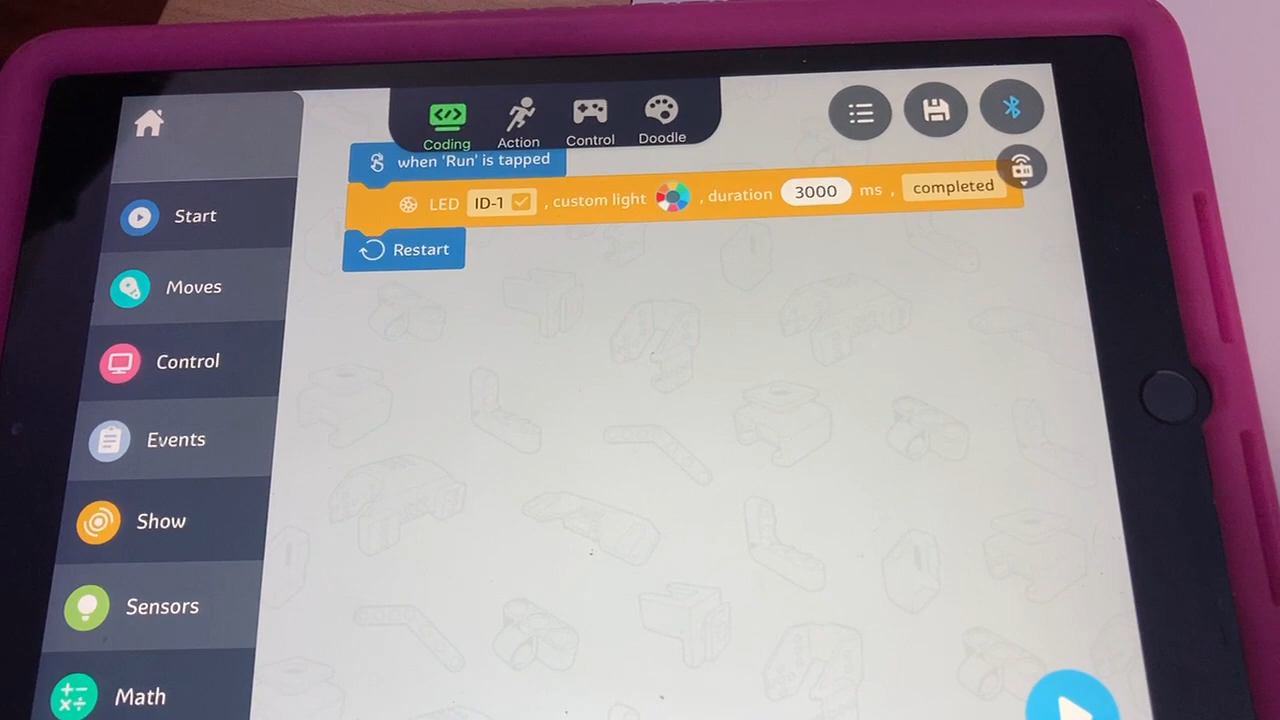 Coding
Action
Control
Doodle
when 'Run' is tapped
LED ID-1 , custom light , duration 3000 ms , completed
Restart
Start
Moves
Control
Events
Show
Sensors
Math